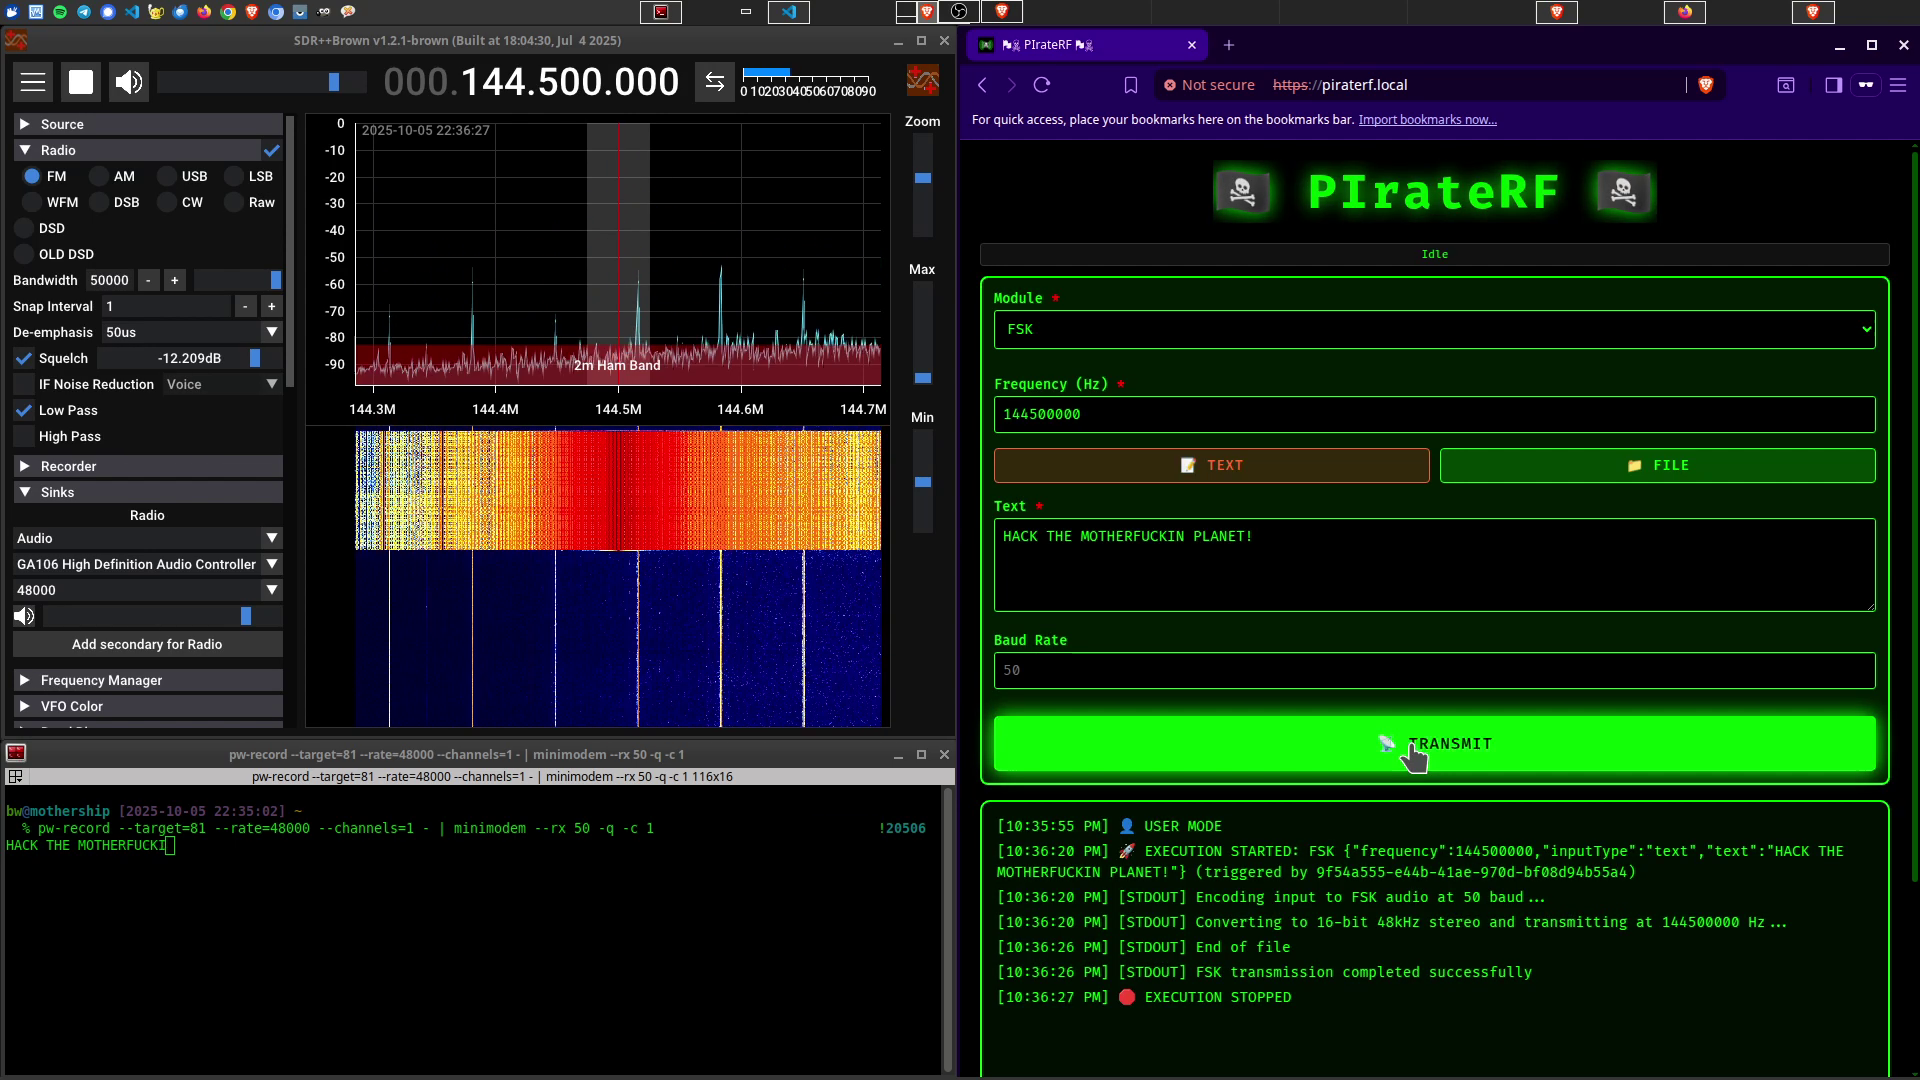 SDR++Brown v1.2.1-brown (Built at 18:04:30, Jul 4 2025)
000.144.500.000
0 102030405060708090
Source
Radio
FM AM USB LSB
WFM DSB CW Raw
DSD
OLD DSD
Bandwidth 50000 - +
Snap Interval 1 - +
De-emphasis 50us
Squelch -12.209dB
IF Noise Reduction Voice
Low Pass
High Pass
Recorder
Sinks
Radio
Audio
GA106 High Definition Audio Controller
48000
Add secondary for Radio
Frequency Manager
VFO Color
2025-10-05 22:36:27
0
-10
-20
-30
-40
-50
-60
-70
-80
-90
2m Ham Band
144.3M 144.4M 144.5M 144.6M 144.7M
Zoom
Max
Min
pw-record --target=81 --rate=48000 --channels=1 - | minimodem --rx 50 -q -c 1
pw-record --target=81 --rate=48000 --channels=1 - | minimodem --rx 50 -q -c 1 116x16
bw@mothership [2025-10-05 22:35:02] ~
% pw-record --target=81 --rate=48000 --channels=1 - | minimodem --rx 50 -q -c 1 !20506
HACK THE MOTHERFUCKI
🏴‍☠️ PIrateRF 🏴‍☠️
Not secure https://piraterf.local
For quick access, place your bookmarks here on the bookmarks bar. Import bookmarks now...
🏴‍☠️ PIrateRF 🏴‍☠️
Idle
Module *
FSK
Frequency (Hz) *
144500000
📝 TEXT 📁 FILE
Text *
HACK THE MOTHERFUCKIN PLANET!
Baud Rate
50
📡 TRANSMIT
[10:35:55 PM] 👤 USER MODE
[10:36:20 PM] 🚀 EXECUTION STARTED: FSK {"frequency":144500000,"inputType":"text","text":"HACK THE
MOTHERFUCKIN PLANET!"} (triggered by 9f54a555-e44b-41ae-970d-bf08d94b55a4)
[10:36:20 PM] [STDOUT] Encoding input to FSK audio at 50 baud...
[10:36:20 PM] [STDOUT] Converting to 16-bit 48kHz stereo and transmitting at 144500000 Hz...
[10:36:26 PM] [STDOUT] End of file
[10:36:26 PM] [STDOUT] FSK transmission completed successfully
[10:36:27 PM] 🛑 EXECUTION STOPPED